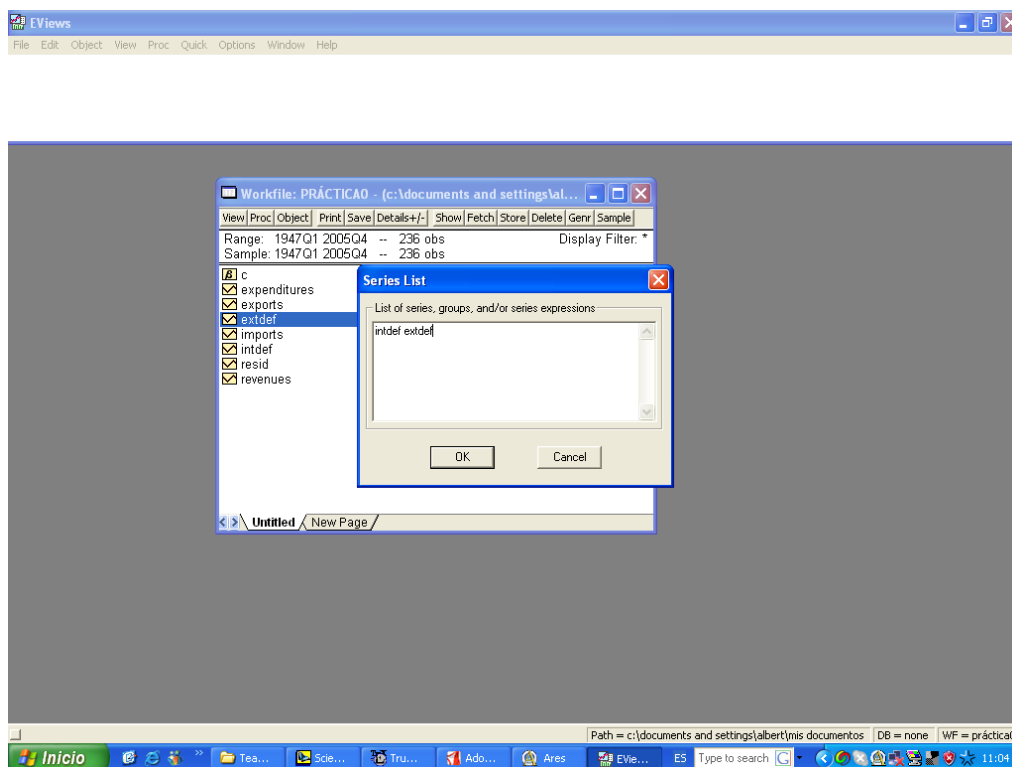 EViews
File Edit Object View Proc Quick Options Window Help
Workfile: PRÁCTICA0 - (c:\documents and settings\al...
View Proc Object Print Save Details+/- Show Fetch Store Delete Genr Sample
Range: 1947Q1 2005Q4 -- 236 obs Display Filter: *
Sample: 1947Q1 2005Q4 -- 236 obs
c
expenditures
exports
extdef
imports
intdef
resid
revenues
Series List
List of series, groups, and/or series expressions
intdef extdef
OK Cancel
Untitled New Page
Path = c:\documents and settings\albert\mis documentos DB = none WF = práctica0
Inicio Tea... Scie... Tru... Ado... Ares EVie... ES Type to search 11:04